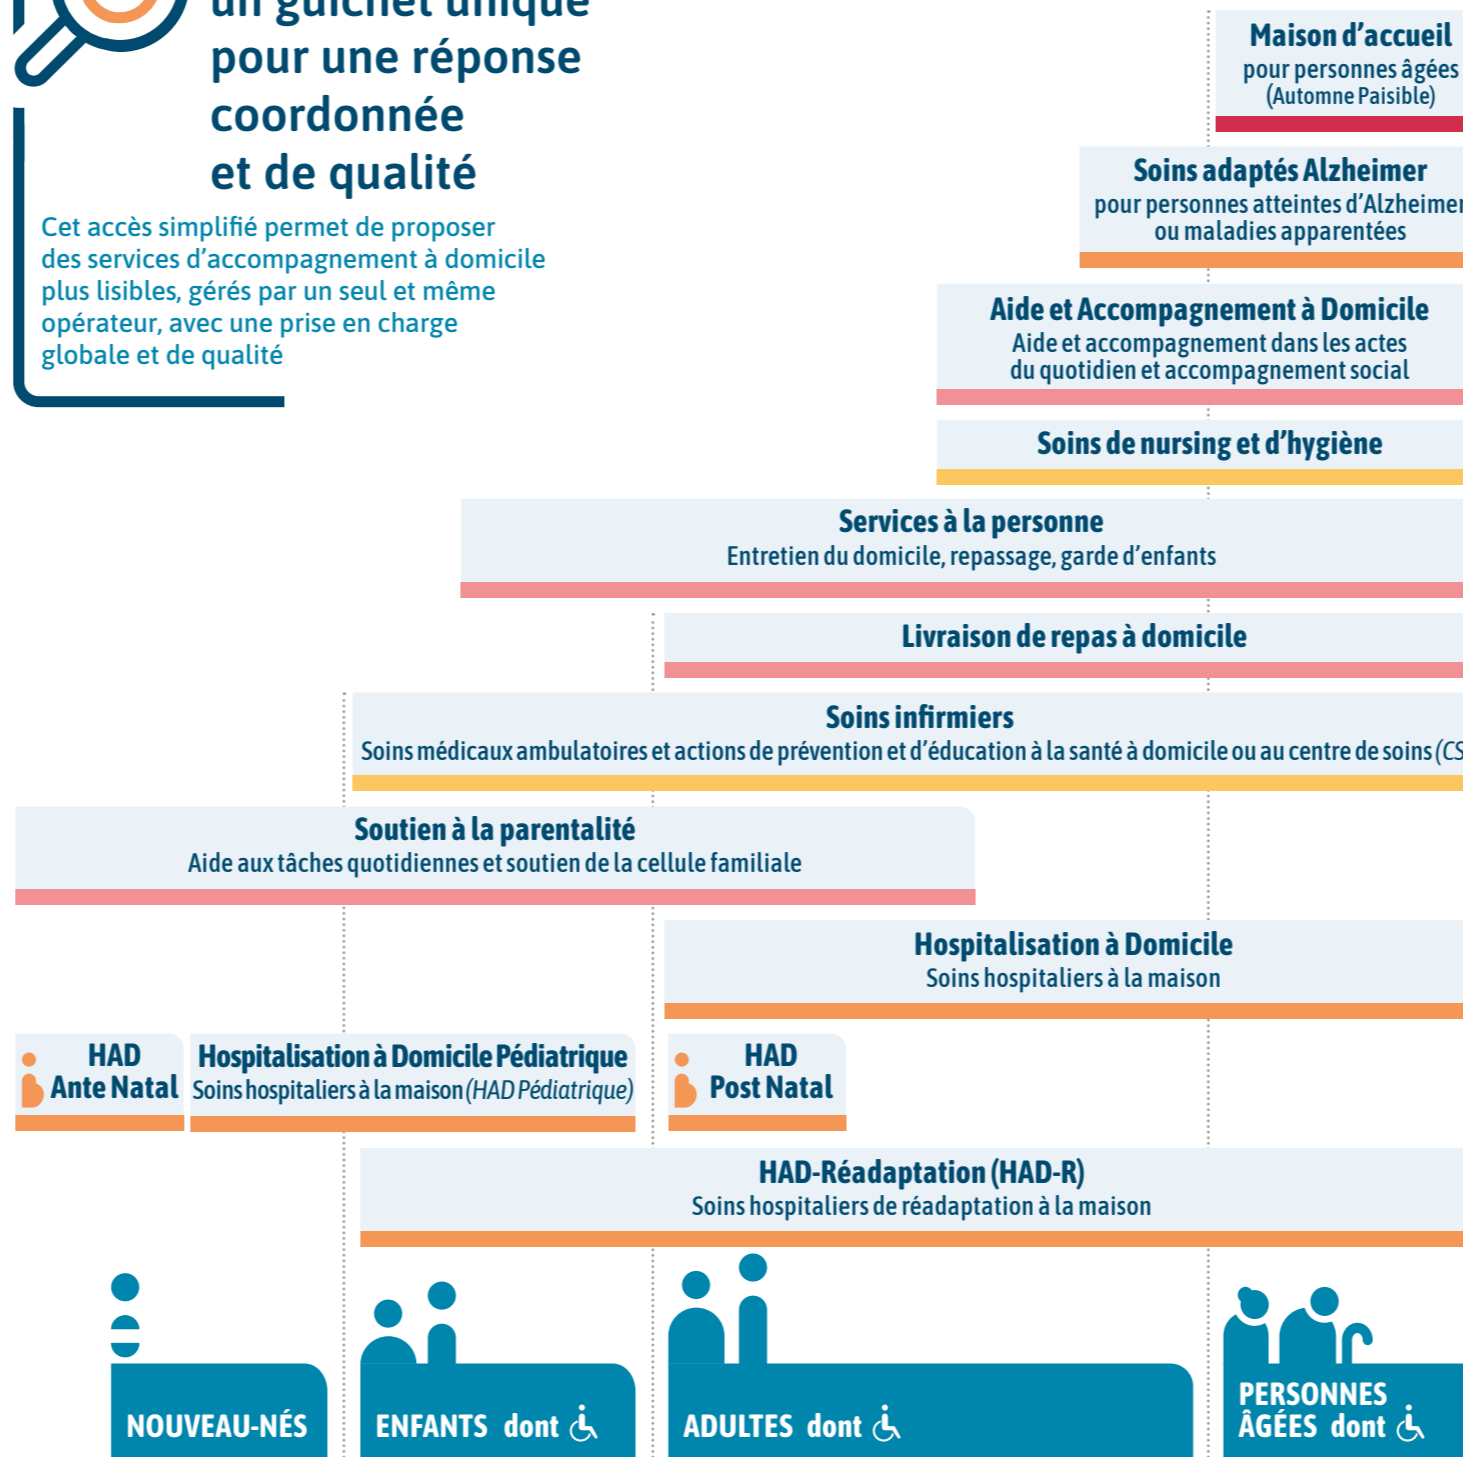 un guichet unique
pour une réponse
coordonnée
et de qualité
Cet accès simplifié permet de proposer
des services d'accompagnement à domicile
plus lisibles, gérés par un seul et même
opérateur, avec une prise en charge
globale et de qualité
Maison d'accueil
pour personnes âgées
(Automne Paisible)
Soins adaptés Alzheimer
pour personnes atteintes d'Alzheimer
ou maladies apparentées
Aide et Accompagnement à Domicile
Aide et accompagnement dans les actes
du quotidien et accompagnement social
Soins de nursing et d'hygiène
Services à la personne
Entretien du domicile, repassage, garde d'enfants
Livraison de repas à domicile
Soins infirmiers
Soins médicaux ambulatoires et actions de prévention et d'éducation à la santé à domicile ou au centre de soins (CS
Soutien à la parentalité
Aide aux tâches quotidiennes et soutien de la cellule familiale
Hospitalisation à Domicile
Soins hospitaliers à la maison
HAD
Ante Natal
Hospitalisation à Domicile Pédiatrique
Soins hospitaliers à la maison (HAD Pédiatrique)
HAD
Post Natal
HAD-Réadaptation (HAD-R)
Soins hospitaliers de réadaptation à la maison
NOUVEAU-NÉS
ENFANTS dont
ADULTES dont
PERSONNES
ÂGÉES dont